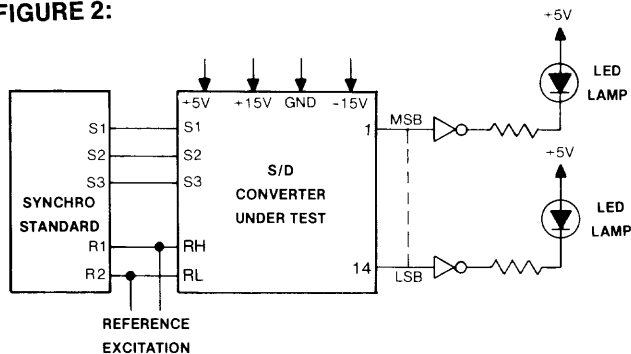 FIGURE 2:
+5V
LED
LAMP
+5V +15V GND -15V
S1 S1
S2 S2
S3 S3
1 MSB
S/D
CONVERTER
UNDER TEST
SYNCHRO
STANDARD
+5V
LED
LAMP
R1 RH
R2 RL
14 LSB
REFERENCE
EXCITATION